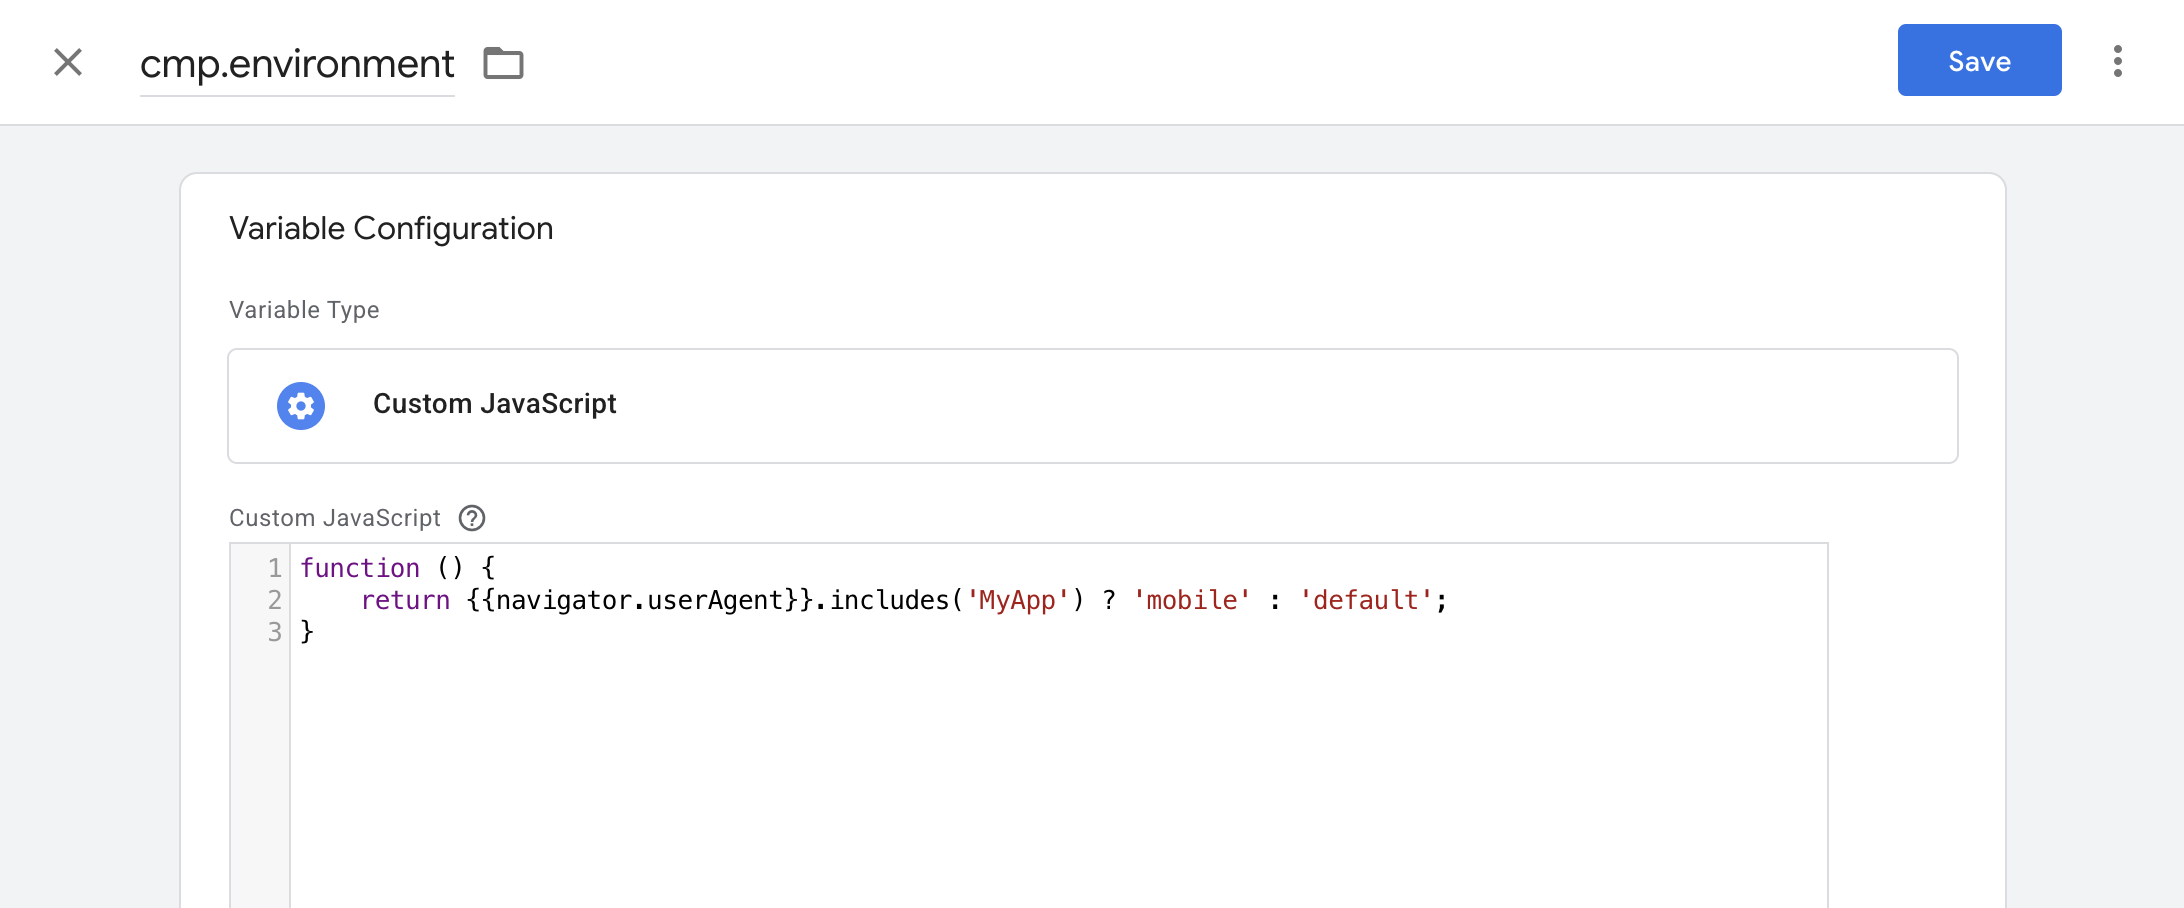 cmp.environment
Save
Variable Configuration
Variable Type
Custom JavaScript
Custom JavaScript ?
1 function () {
2     return {{navigator.userAgent}}.includes('MyApp') ? 'mobile' : 'default';
3 }